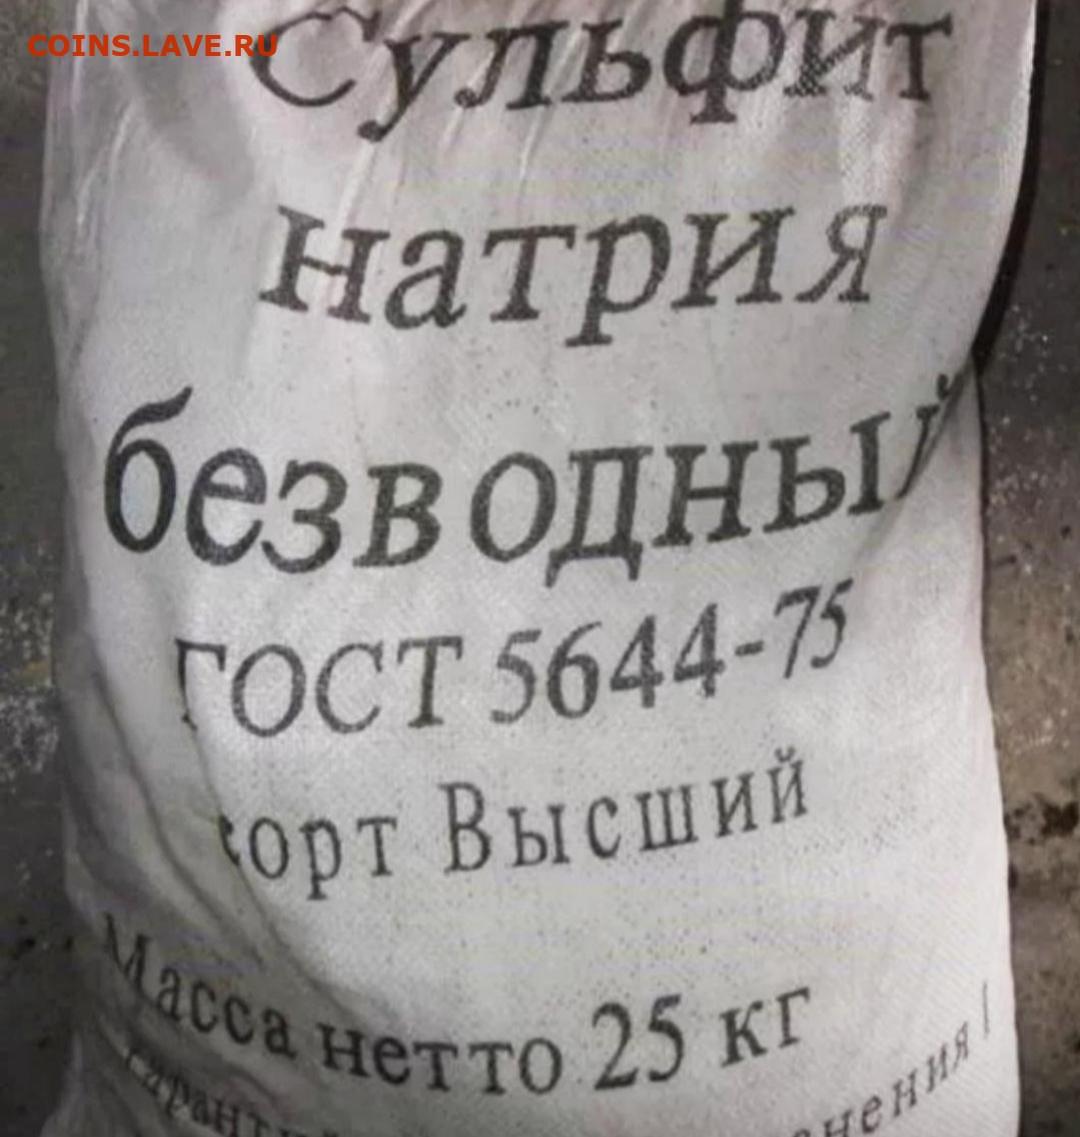 COINS.LAVE.RU
Сульфит
натрия
безводный
ГОСТ 5644-75
сорт Высший
Масса нетто 25 кг